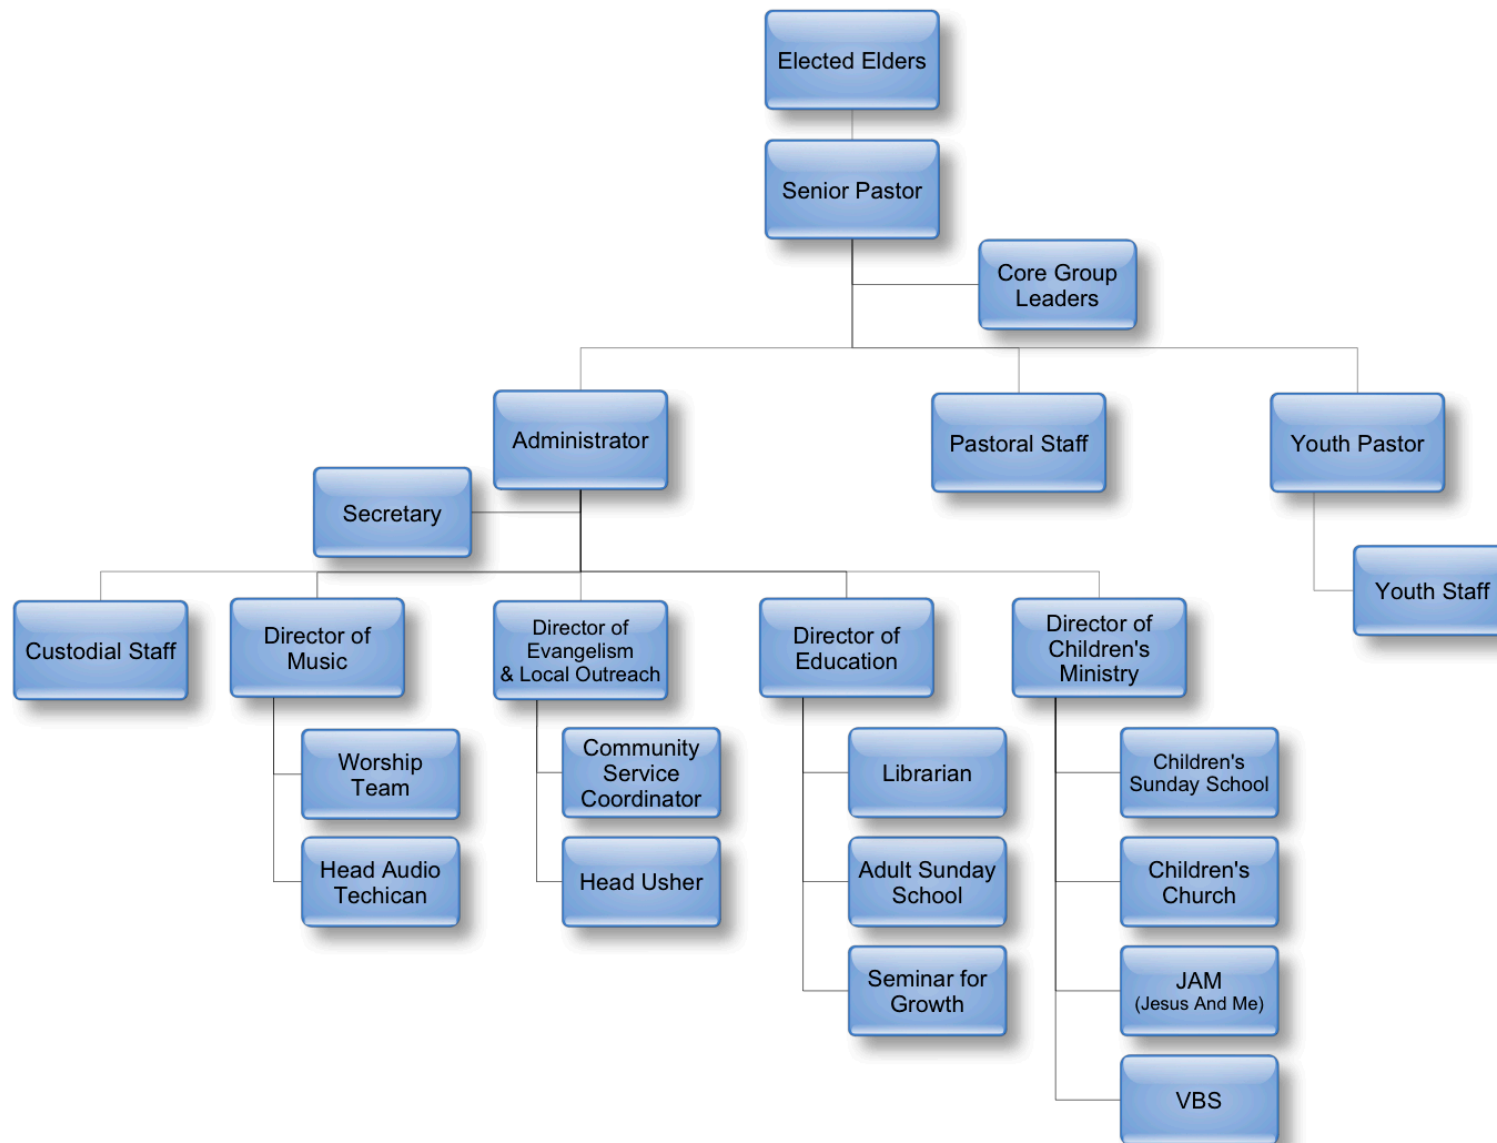 Elected Elders
Senior Pastor
Core Group
Leaders
Administrator
Pastoral Staff
Youth Pastor
Secretary
Youth Staff
Custodial Staff
Director of
Music
Director of
Evangelism
& Local Outreach
Director of
Education
Director of
Children's
Ministry
Worship
Team
Head Audio
Techican
Community
Service
Coordinator
Head Usher
Librarian
Adult Sunday
School
Seminar for
Growth
Children's
Sunday School
Children's
Church
JAM
(Jesus And Me)
VBS